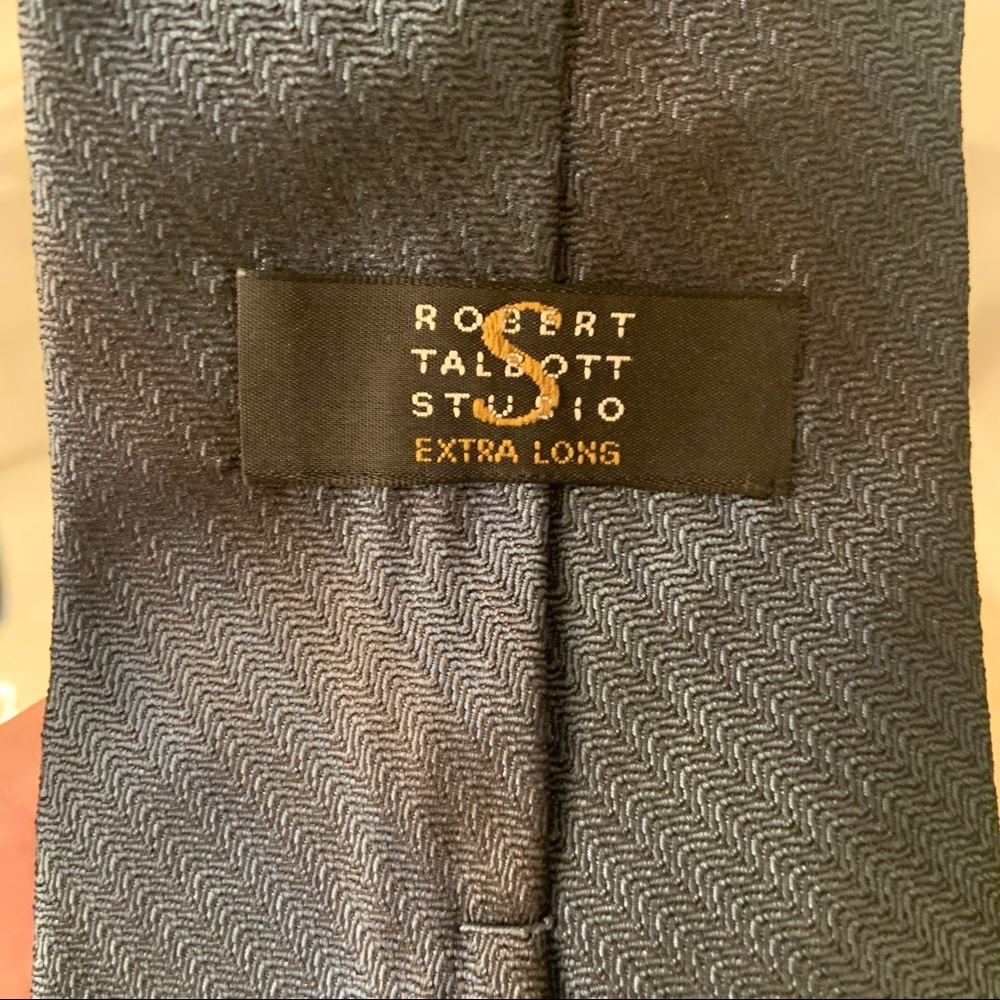 ROBERT
TALBOTT
STUDIO
S
EXTRA LONG